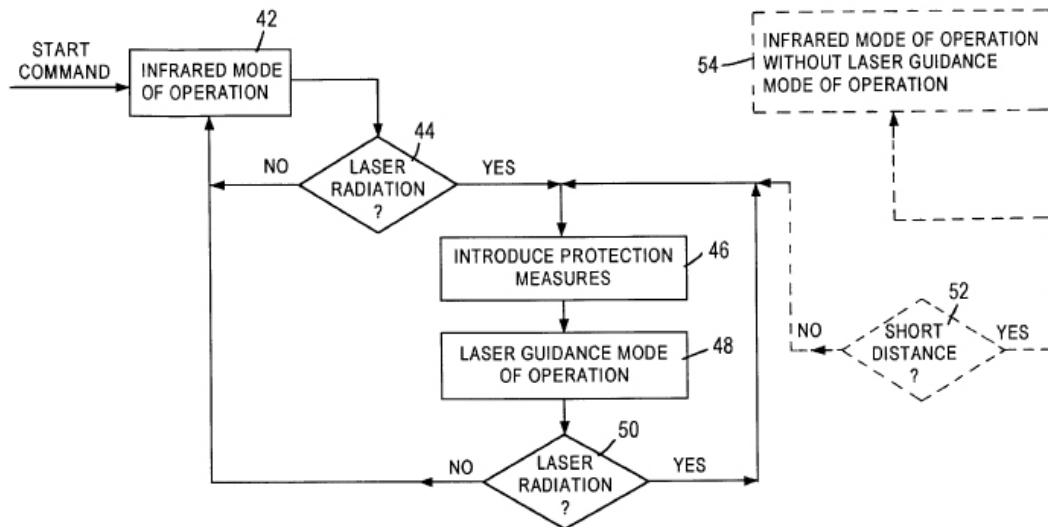 START
COMMAND
42
INFRARED MODE
OF OPERATION
54
INFRARED MODE OF OPERATION
WITHOUT LASER GUIDANCE
MODE OF OPERATION
44
NO
LASER
RADIATION
?
YES
INTRODUCE PROTECTION
MEASURES
46
LASER GUIDANCE MODE
OF OPERATION
48
NO
52
SHORT
DISTANCE
?
YES
50
NO
LASER
RADIATION
?
YES